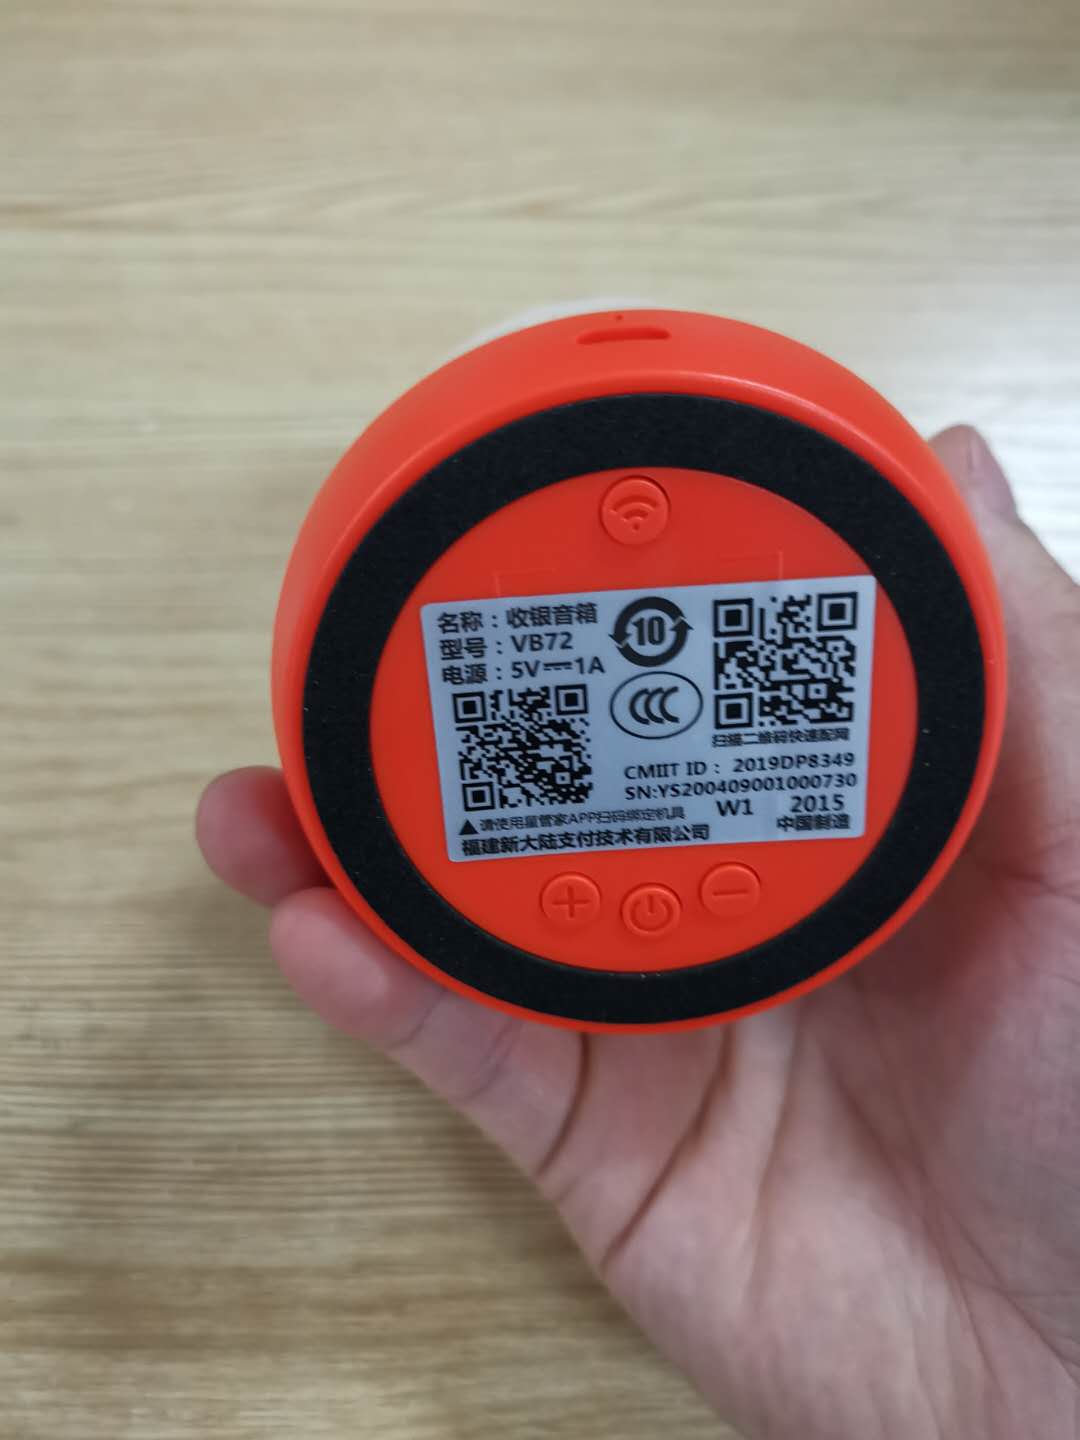 名称：收银音箱
型号：VB72
电源：5V⎓1A
10
CCC
扫描二维码快速配网
CMIIT ID：2019DP8349
SN:YS200409001000730
▲请使用星管家APP扫码绑定机具
W1 2015
福建新大陆支付技术有限公司
中国制造